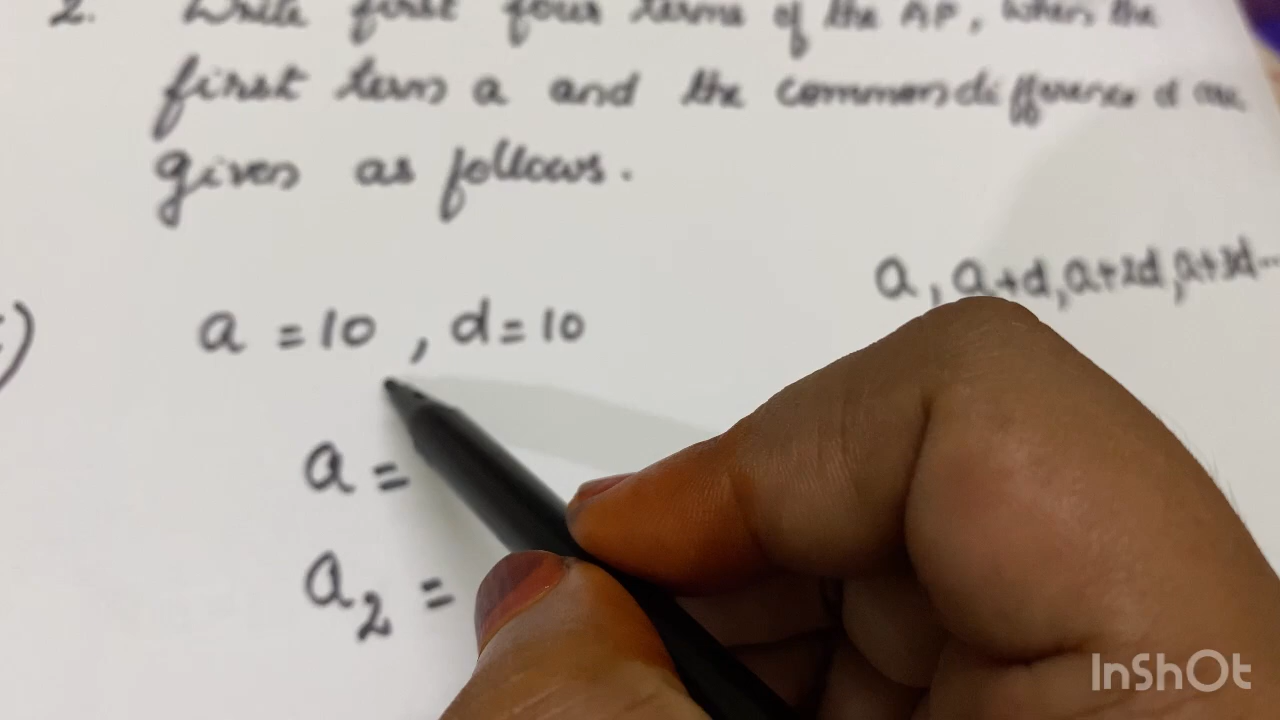 2. Write first four terms of the AP, when the
first term a and the common difference d are
given as follows.
a, a+d, a+2d, a+3d...
) a = 10, d = 10
a =
a2 =
InShOt